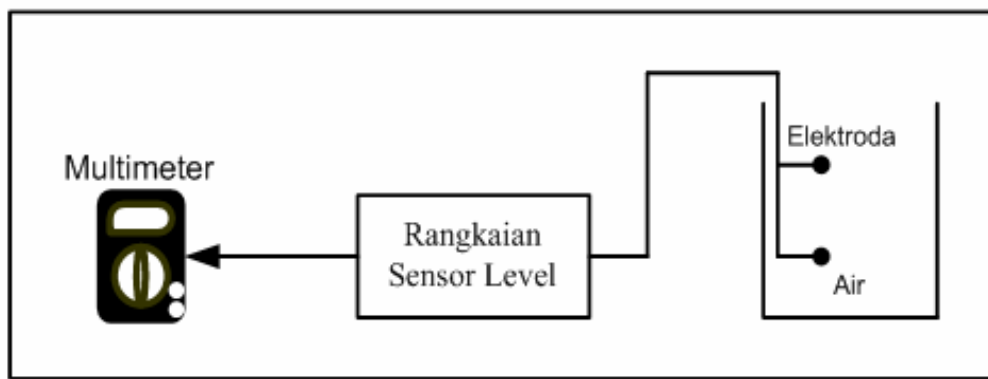 Multimeter
Rangkaian
Sensor Level
Elektroda
Air